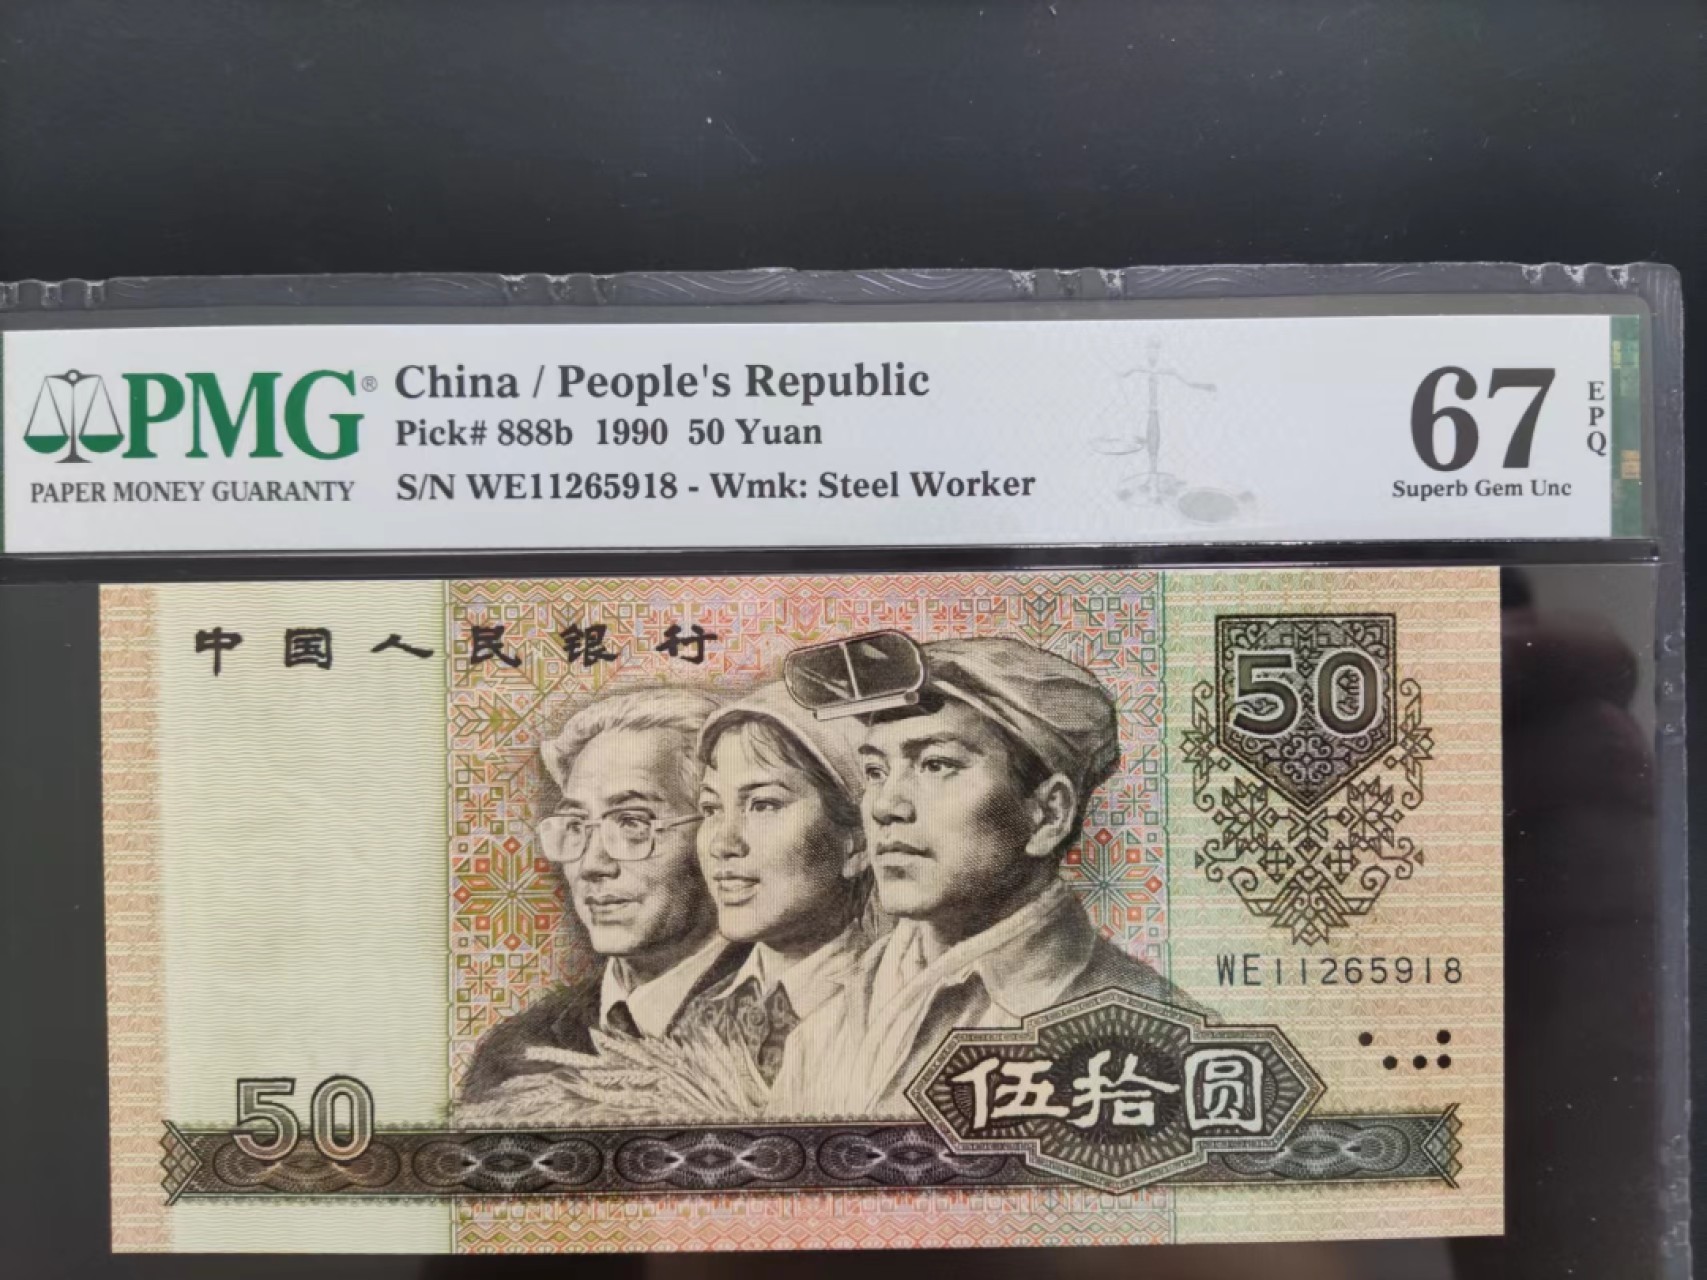 PMG®
PAPER MONEY GUARANTY
China / People's Republic
Pick# 888b 1990 50 Yuan
S/N WE11265918 - Wmk: Steel Worker
67
EPQ
Superb Gem Unc
中国人民银行
50
WE11265918
伍拾圆
50